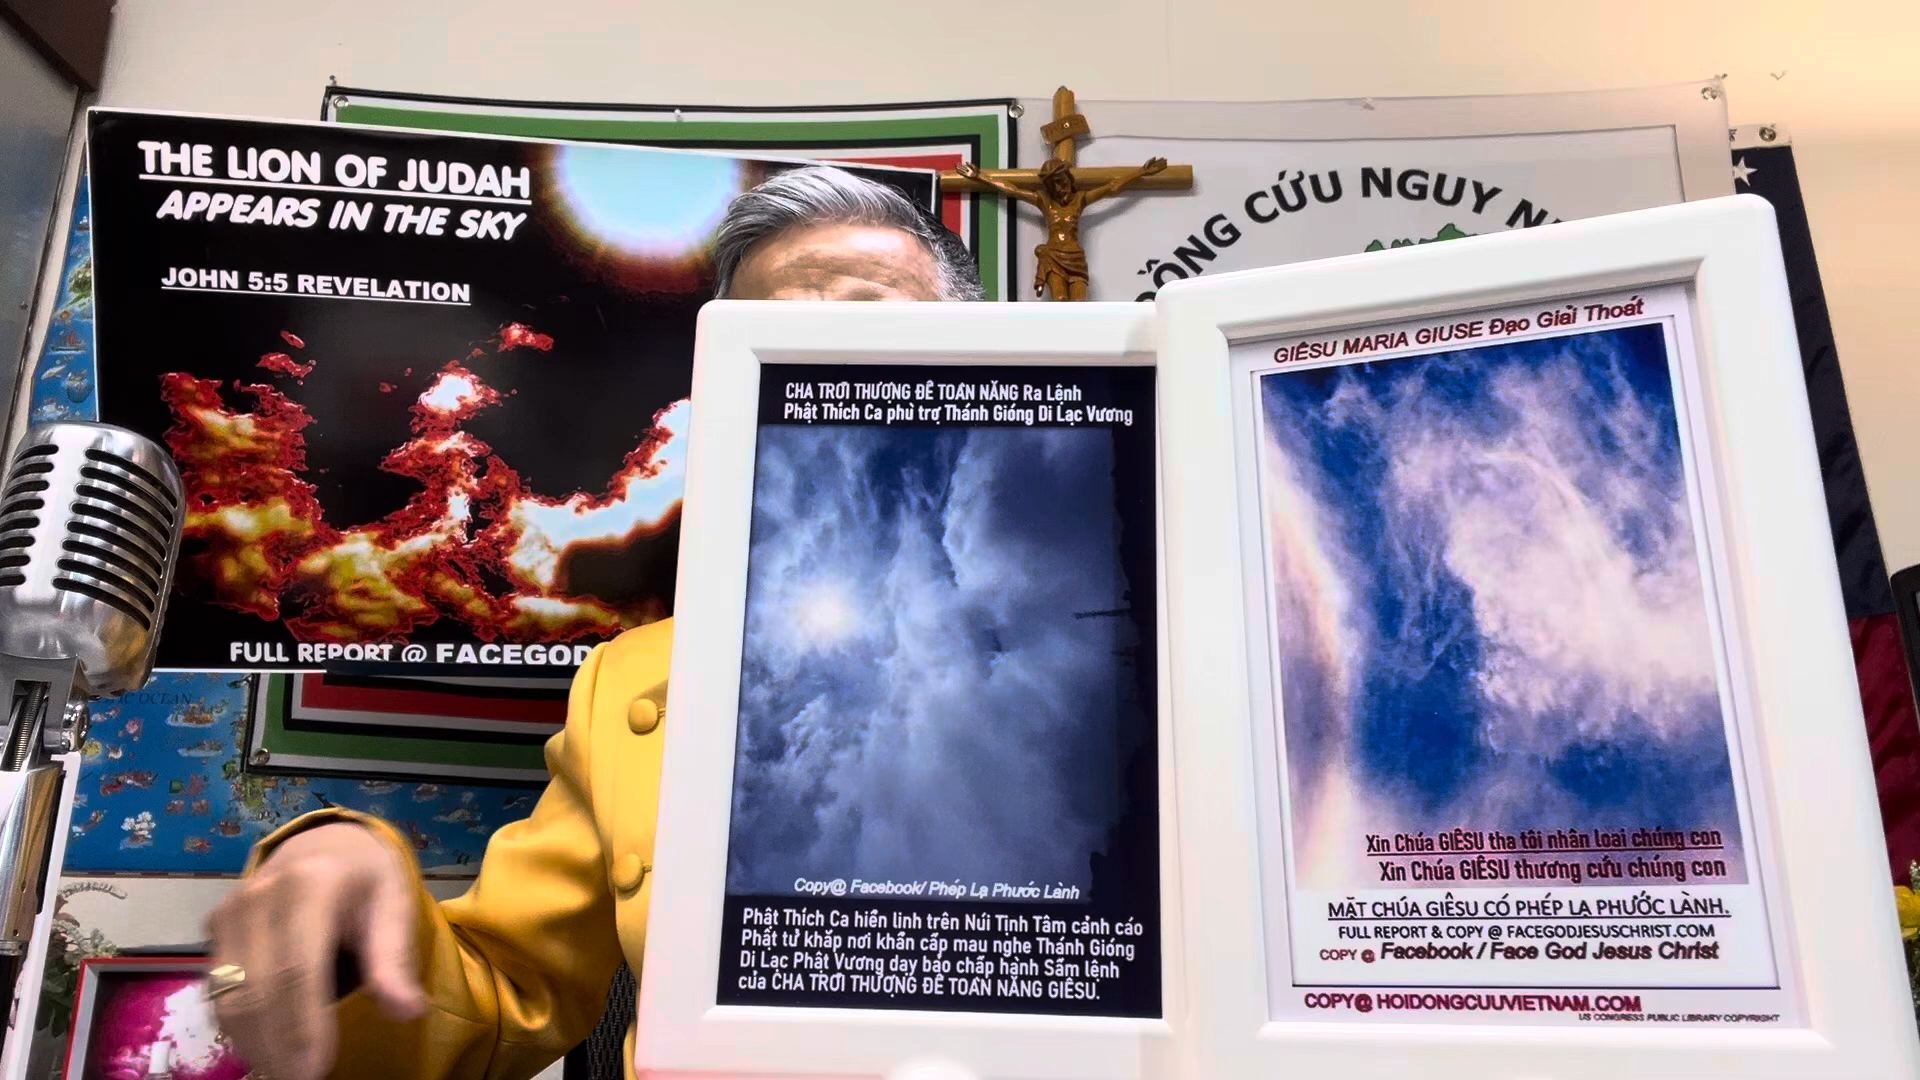 THE LION OF JUDAH
APPEARS IN THE SKY
JOHN 5:5 REVELATION
FULL REPORT @ FACEGOD
CỨU NGUY
CHA TRỜI THƯỢNG ĐẾ TOÀN NĂNG Ra Lệnh
Phật Thích Ca phù trợ Thánh Gióng Di Lạc Vương
Copy@ Facebook/ Phép Lạ Phước Lành
Phật Thích Ca hiển linh trên Núi Tịnh Tâm cảnh cáo
Phật tử khắp nơi khẩn cấp mau nghe Thánh Gióng
Di Lạc Phật Vương dạy bảo chấp hành Sấm lệnh
của CHA TRỜI THƯỢNG ĐẾ TOÀN NĂNG GIÊSU.
GIÊSU MARIA GIUSE Đạo Giải Thoát
Xin Chúa GIÊSU tha tôi nhân loai chúng con
Xin Chúa GIÊSU thương cứu chúng con
MẶT CHÚA GIÊSU CÓ PHÉP LẠ PHƯỚC LÀNH.
FULL REPORT & COPY @ FACEGODJESUSCHRIST.COM
COPY @ Facebook / Face God Jesus Christ
COPY@ HOIDONGCUUVIETNAM.COM
US CONGRESS PUBLIC LIBRARY COPYRIGHT
OCEAN